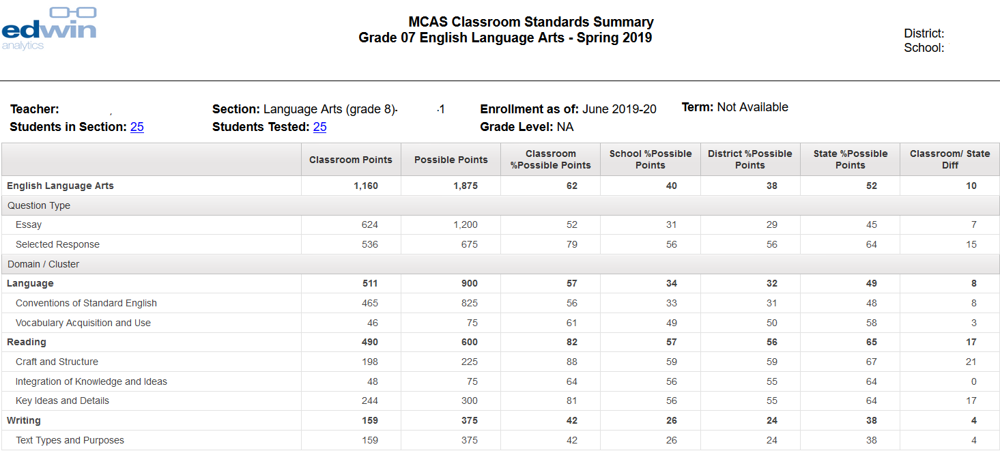 edwin
analytics
MCAS Classroom Standards Summary
Grade 07 English Language Arts - Spring 2019
District:
School:
Teacher: ,
Section: Language Arts (grade 8)- -1
Enrollment as of: June 2019-20
Term: Not Available
Students in Section: 25
Students Tested: 25
Grade Level: NA
Classroom Points Possible Points Classroom %Possible Points School %Possible Points District %Possible Points State %Possible Points Classroom/ State Diff
English Language Arts 1,160 1,875 62 40 38 52 10
Question Type
Essay 624 1,200 52 31 29 45 7
Selected Response 536 675 79 56 56 64 15
Domain / Cluster
Language 511 900 57 34 32 49 8
Conventions of Standard English 465 825 56 33 31 48 8
Vocabulary Acquisition and Use 46 75 61 49 50 58 3
Reading 490 600 82 57 56 65 17
Craft and Structure 198 225 88 59 59 67 21
Integration of Knowledge and Ideas 48 75 64 56 55 64 0
Key Ideas and Details 244 300 81 56 55 64 17
Writing 159 375 42 26 24 38 4
Text Types and Purposes 159 375 42 26 24 38 4